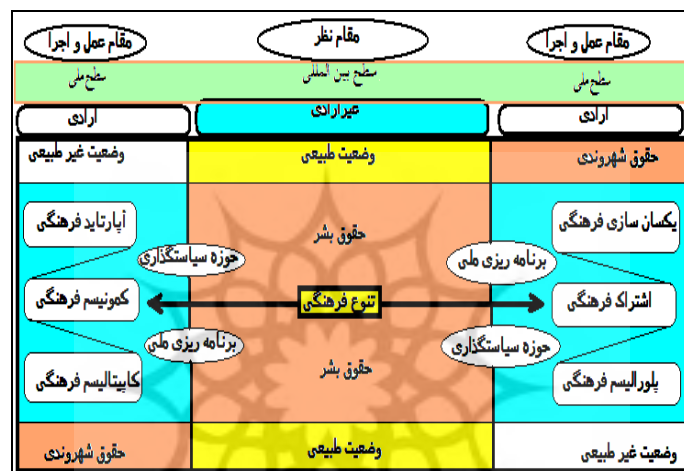 مقام عمل و اجرا
مقام نظر
مقام عمل و اجرا
سطح ملی
سطح بین المللی
سطح ملی
ارادی
غیرارادی
ارادی
حقوق شهروندی
وضعیت طبیعی
وضعیت غیر طبیعی
یکسان سازی فرهنگی
حقوق بشر
آپارتاید فرهنگی
برنامه ریزی ملی
حوزه سیاستگذاری
اشتراک فرهنگی
تنوع فرهنگی
کمونیسم فرهنگی
حوزه سیاستگذاری
برنامه ریزی ملی
پلورالیسم فرهنگی
حقوق بشر
کاپیتالیسم فرهنگی
وضعیت غیر طبیعی
وضعیت طبیعی
حقوق شهروندی